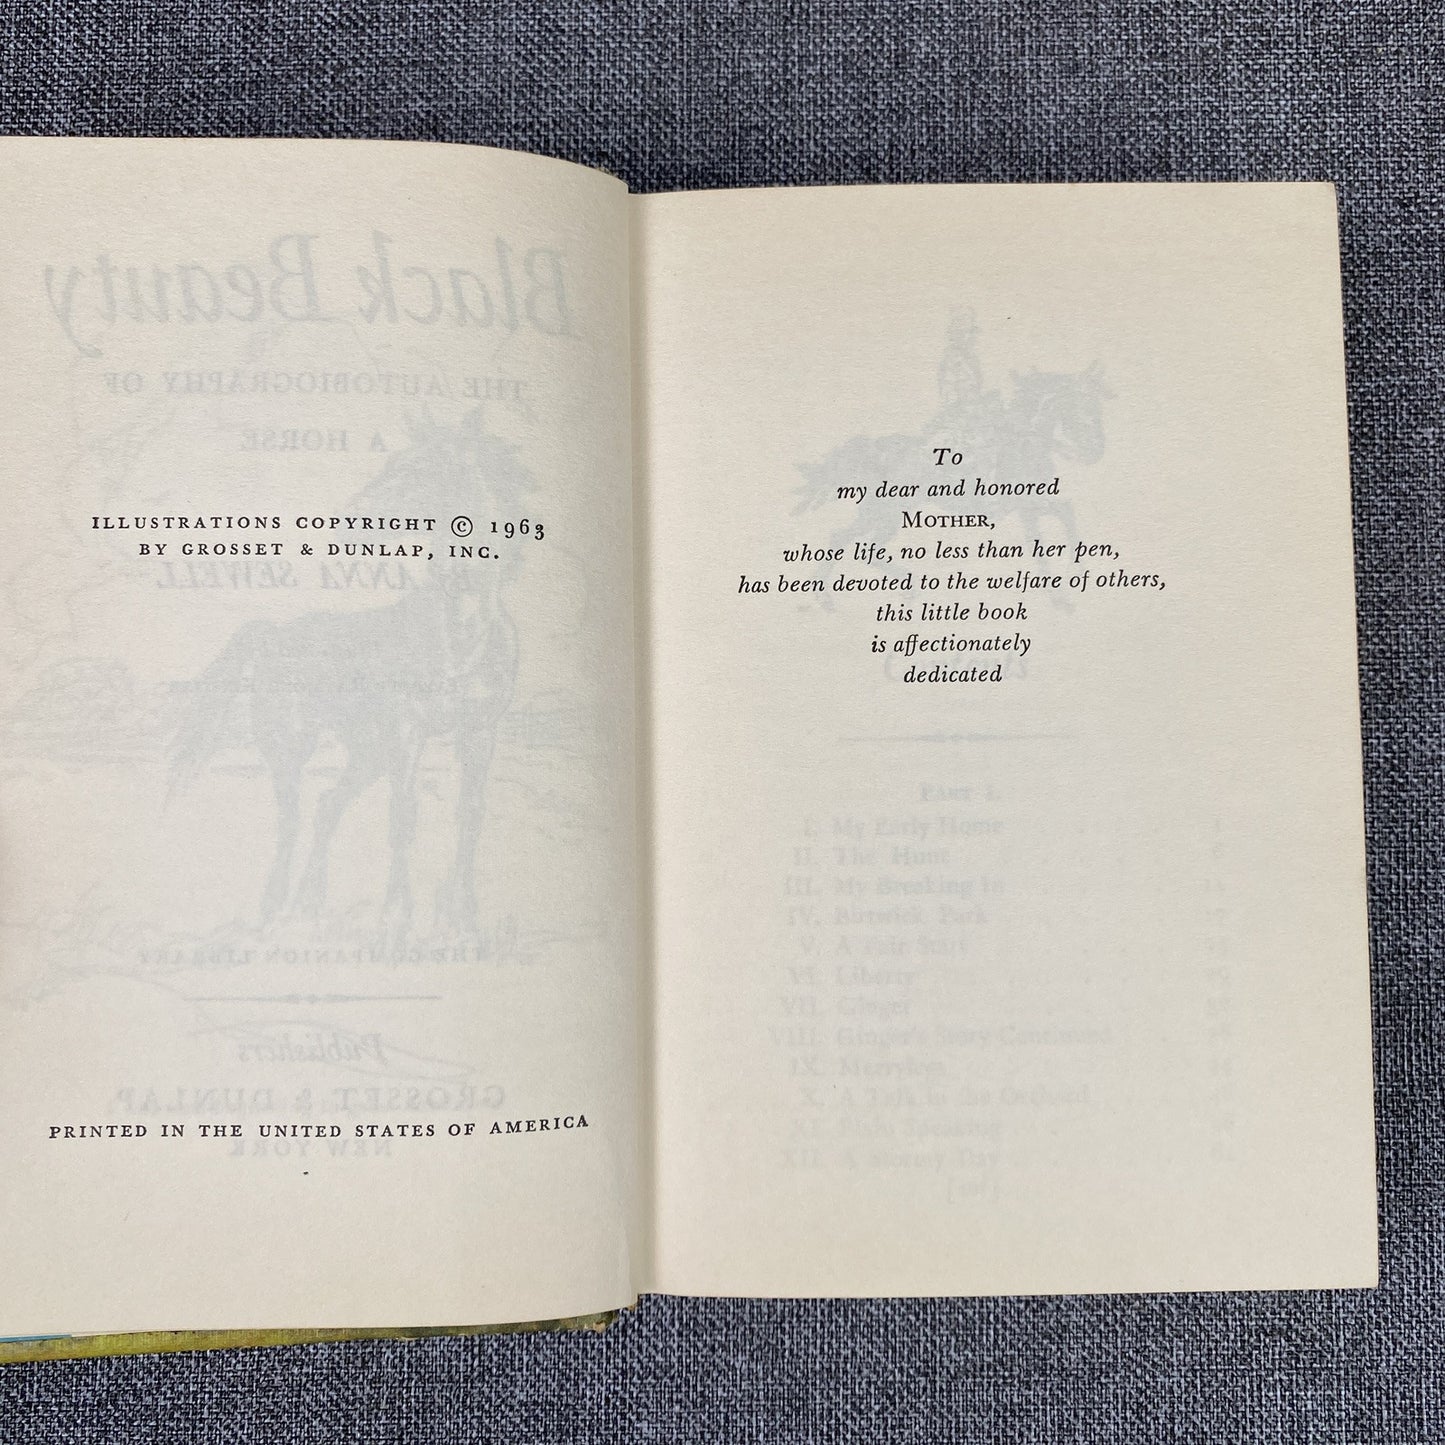 ILLUSTRATIONS COPYRIGHT © 1963
BY GROSSET & DUNLAP, INC.
PRINTED IN THE UNITED STATES OF AMERICA
To
my dear and honored
MOTHER,
whose life, no less than her pen,
has been devoted to the welfare of others,
this little book
is affectionately
dedicated